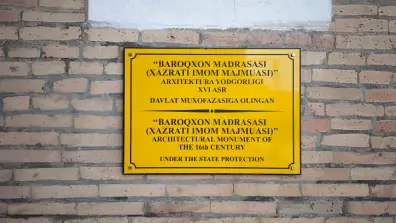 "BAROQXON MADRASASI
(XAZRATI IMOM MAJMUASI)"
ARXITEKTURA YODGORLIGI
XVI ASR
DAVLAT MUXOFAZASIGA OLINGAN
"BAROQXON MADRASASI
(XAZRATI IMOM MAJMUASI)"
ARCHITECTURAL MONUMENT OF
THE 16th CENTURY
UNDER THE STATE PROTECTION